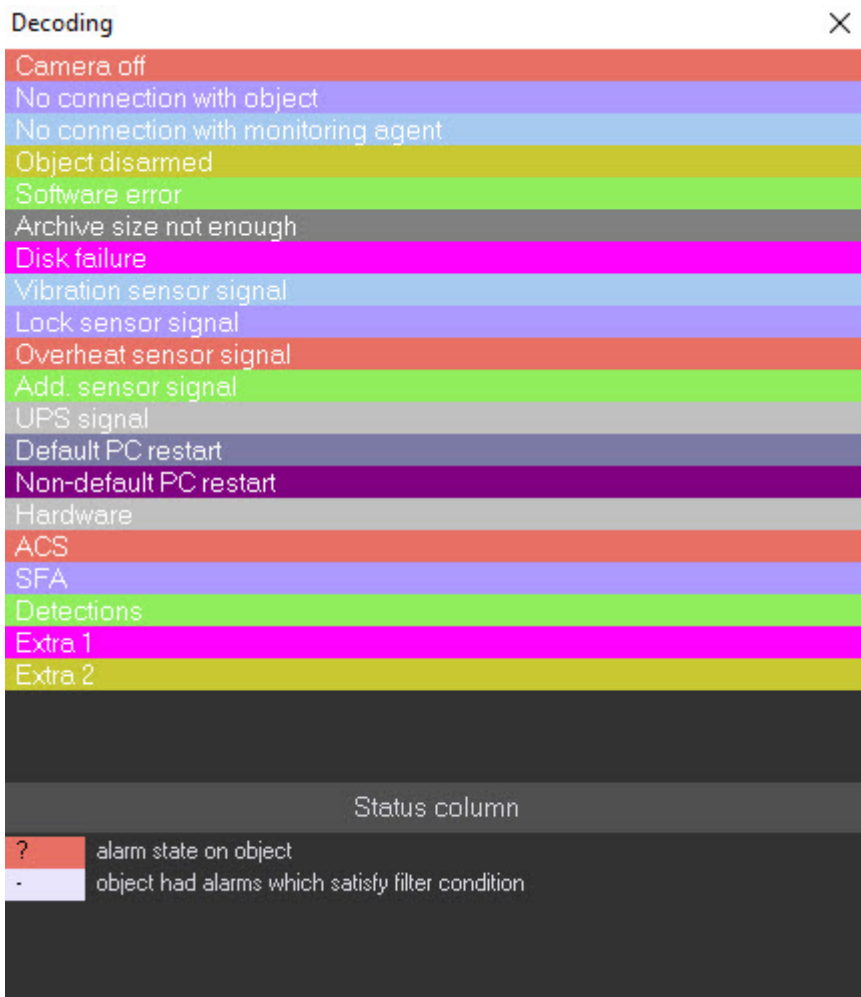 Decoding
Camera off
No connection with object
No connection with monitoring agent
Object disarmed
Software error
Archive size not enough
Disk failure
Vibration sensor signal
Lock sensor signal
Overheat sensor signal
Add. sensor signal
UPS signal
Default PC restart
Non-default PC restart
Hardware
ACS
SFA
Detections
Extra 1
Extra 2
Status column
? alarm state on object
- object had alarms which satisfy filter condition